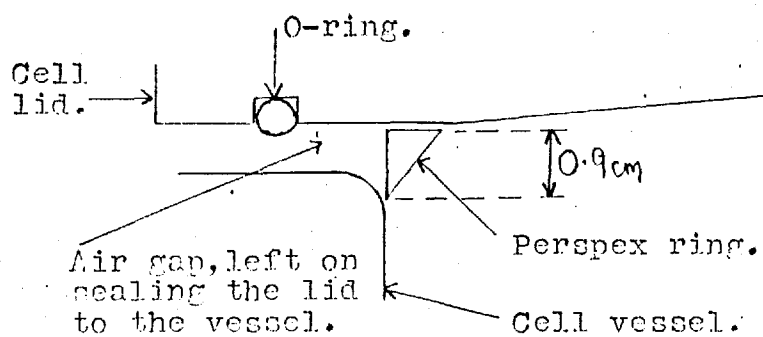 O-ring.
Cell
lid.
0.9cm
Perspex ring.
Air gap, left on
sealing the lid
to the vessel.
Cell vessel.